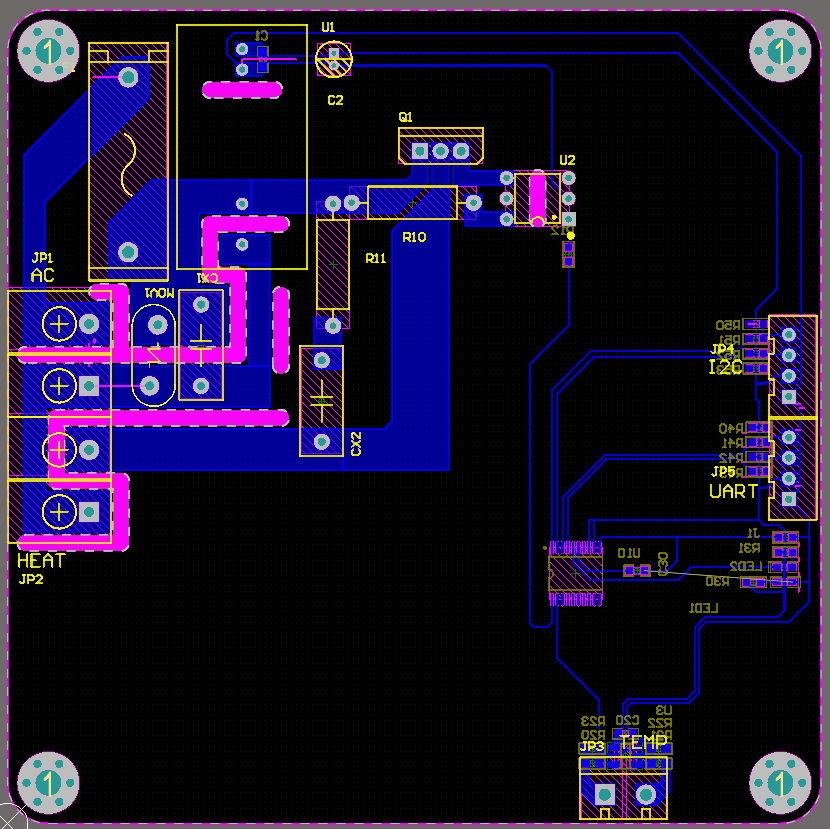 1
1
U1
C1
C2
Q1
U2
R12
R10
R11
JP1
AC
MOV1
CX1
R50
R51
JP4
R52
I2C
R53
R40
R41
R42
JP5
UART
CX2
J1
R31
U10
C30
LED2
R30
LED1
HEAT
JP2
U3
R23
C20
R22
R20
R21
JP3
TEMP
1
1